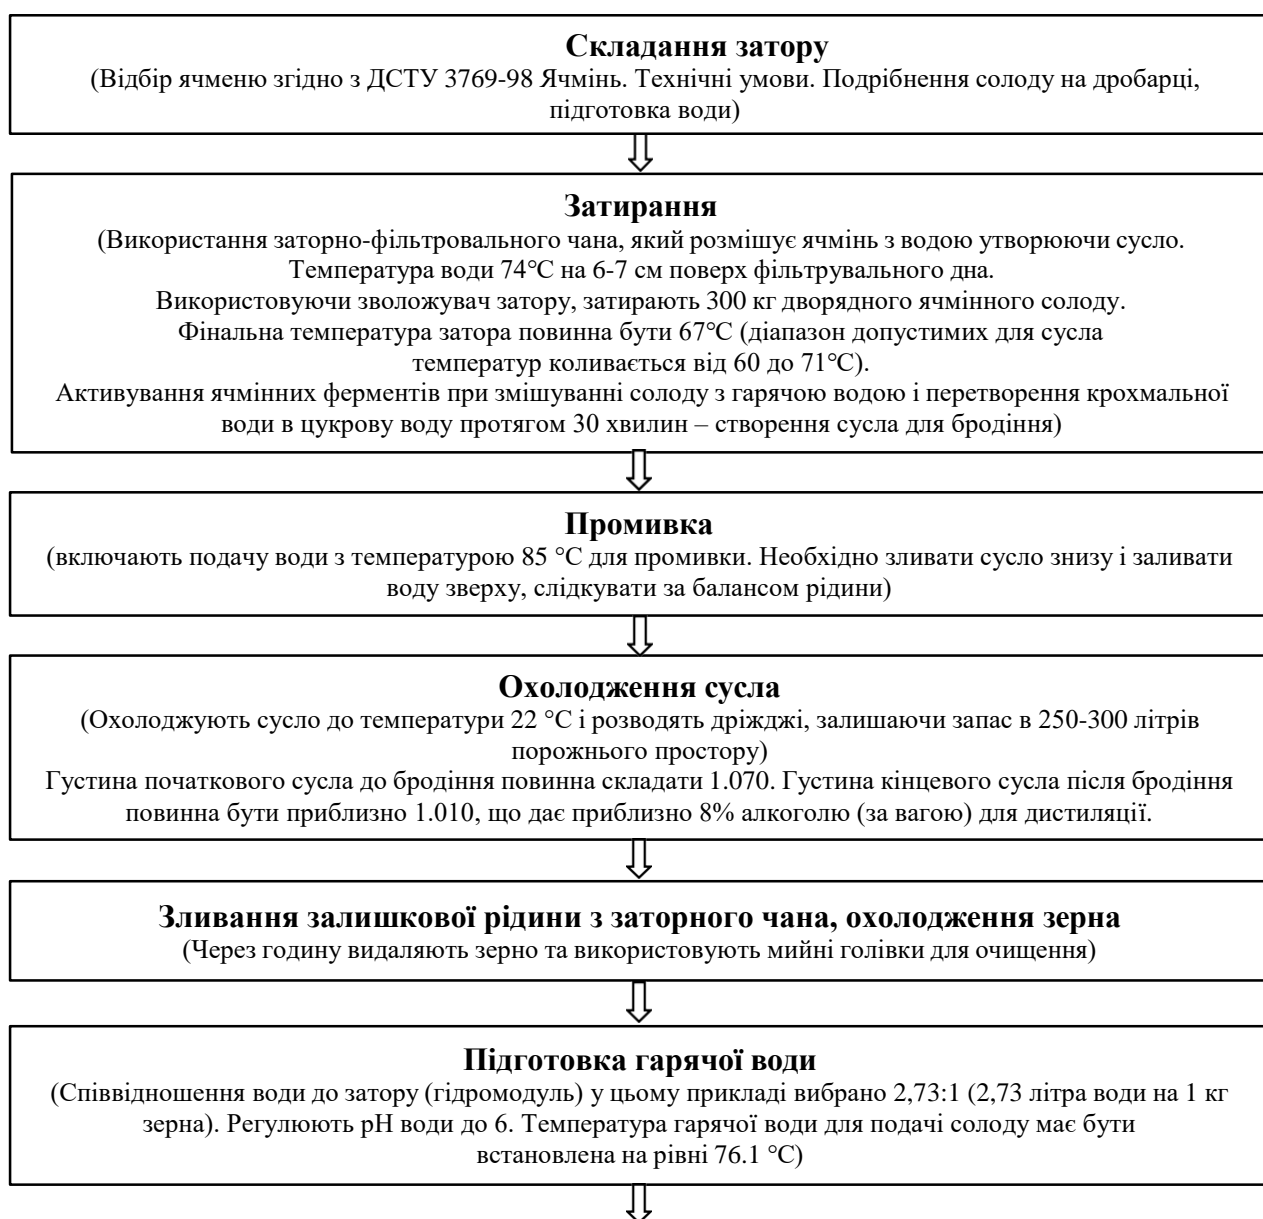 Складання затору
(Відбір ячменю згідно з ДСТУ 3769-98 Ячмінь. Технічні умови. Подрібнення солоду на дробарці,
підготовка води)
Затирання
(Використання заторно-фільтровального чана, який розмішує ячмінь з водою утворюючи сусло.
Температура води 74°С на 6-7 см поверх фільтрувального дна.
Використовуючи зволожувач затору, затирають 300 кг дворядного ячмінного солоду.
Фінальна температура затора повинна бути 67°С (діапазон допустимих для сусла
температур коливається від 60 до 71°С).
Активування ячмінних ферментів при змішуванні солоду з гарячою водою і перетворення крохмальної
води в цукрову воду протягом 30 хвилин – створення сусла для бродіння)
Промивка
(включають подачу води з температурою 85 °С для промивки. Необхідно зливати сусло знизу і заливати
воду зверху, слідкувати за балансом рідини)
Охолодження сусла
(Охолоджують сусло до температури 22 °С і розводять дріжджі, залишаючи запас в 250-300 літрів
порожнього простору)
Густина початкового сусла до бродіння повинна складати 1.070. Густина кінцевого сусла після бродіння
повинна бути приблизно 1.010, що дає приблизно 8% алкоголю (за вагою) для дистиляції.
Зливання залишкової рідини з заторного чана, охолодження зерна
(Через годину видаляють зерно та використовують мийні голівки для очищення)
Підготовка гарячої води
(Співвідношення води до затору (гідромодуль) у цьому прикладі вибрано 2,73:1 (2,73 літра води на 1 кг
зерна). Регулюють рН води до 6. Температура гарячої води для подачі солоду має бути
встановлена на рівні 76.1 °С)